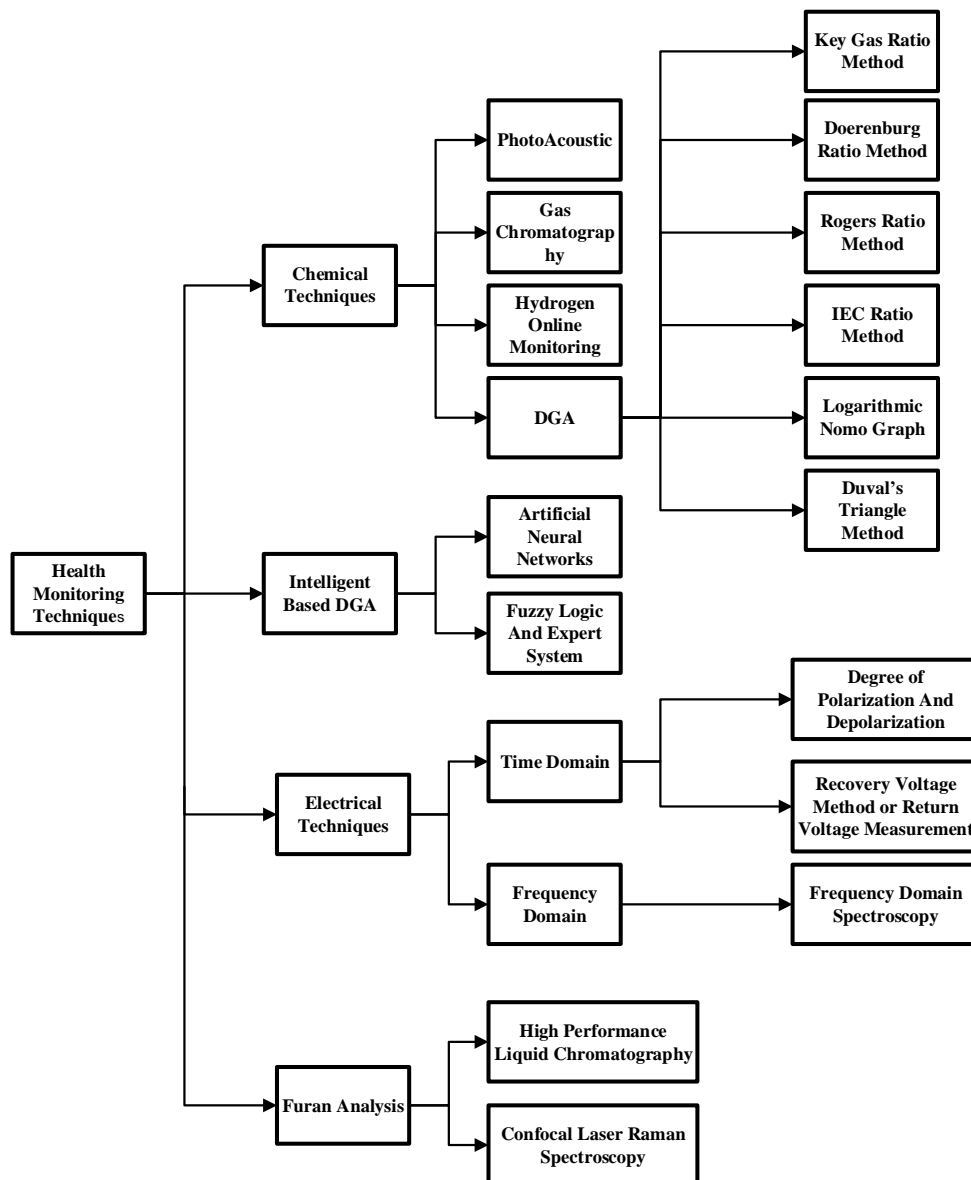 Key Gas Ratio
Method
Doerenburg
Ratio Method
PhotoAcoustic
Gas
Chromatograp
hy
Rogers Ratio
Method
Chemical
Techniques
Hydrogen
Online
Monitoring
IEC Ratio
Method
DGA
Logarithmic
Nomo Graph
Duval’s
Triangle
Method
Artificial
Neural
Networks
Health
Monitoring
Techniques
Intelligent
Based DGA
Fuzzy Logic
And Expert
System
Degree of
Polarization And
Depolarization
Time Domain
Electrical
Techniques
Recovery Voltage
Method or Return
Voltage Measurement
Frequency
Domain
Frequency Domain
Spectroscopy
High Performance
Liquid Chromatography
Furan Analysis
Confocal Laser Raman
Spectroscopy